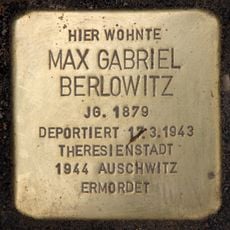 HIER WOHNTE
MAX GABRIEL
BERLOWITZ
JG. 1879
DEPORTIERT 17.3.1943
THERESIENSTADT
1944 AUSCHWITZ
ERMORDET